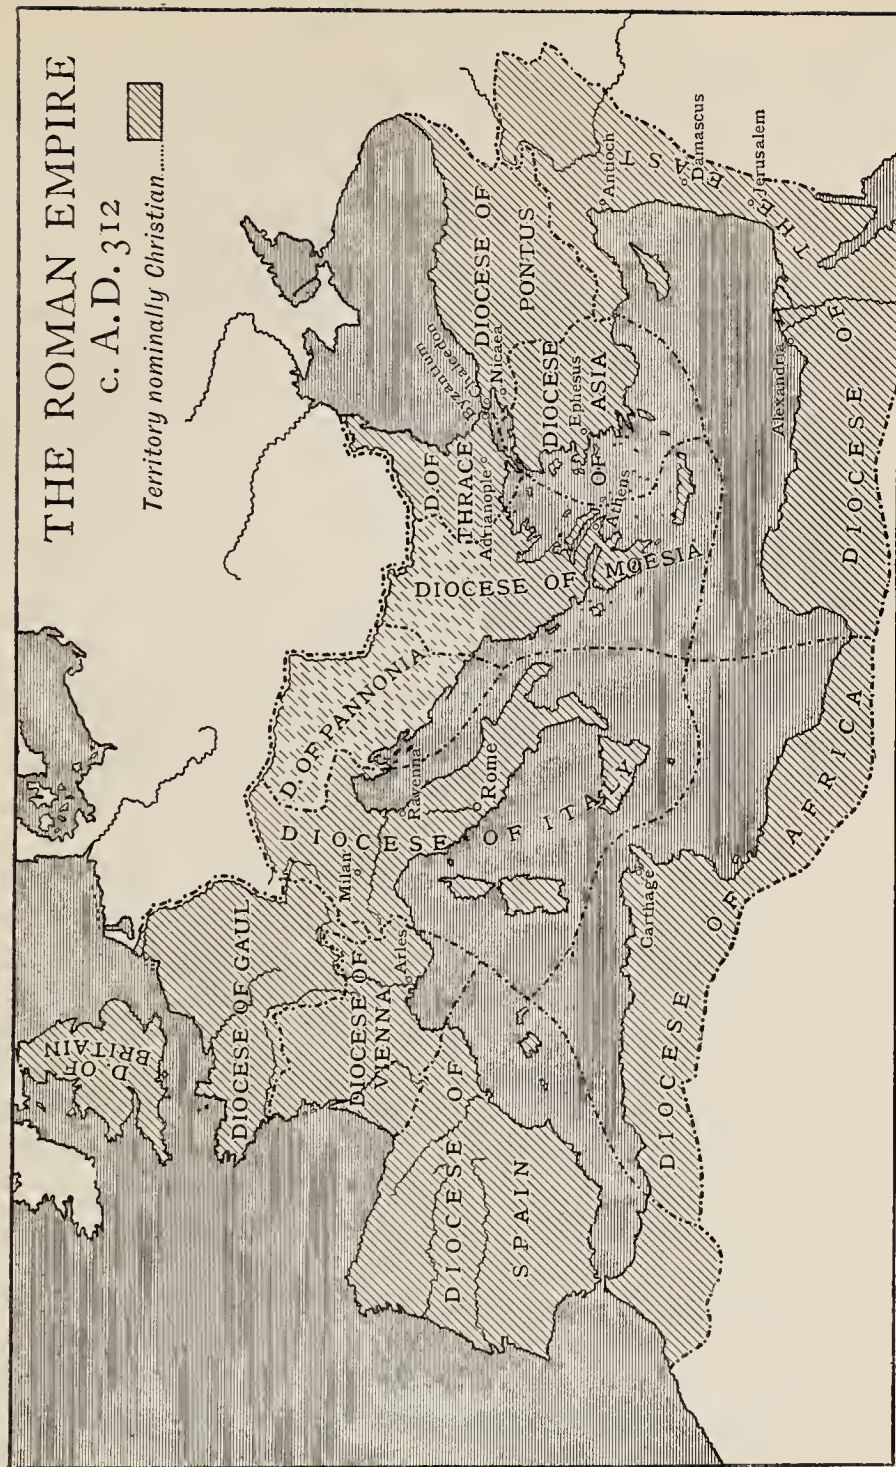 THE ROMAN EMPIRE
c. A.D. 312
Territory nominally Christian
D. OF
BRITAIN
DIOCESE OF GAUL
DIOCESE OF
VIENNA
Arles
DIOCESE OF
SPAIN
DIOCESE OF ITALY
Milan
Ravenna
Rome
D. OF PANNONIA
DIOCESE OF MOESIA
D. OF
THRACE
Adrianople
Byzantium
Chalcedon
Nicaea
DIOCESE OF
PONTUS
DIOCESE
OF
ASIA
Ephesus
Athens
Antioch
Damascus
Jerusalem
Alexandria
DIOCESE OF THE EAST
Carthage
DIOCESE OF AFRICA